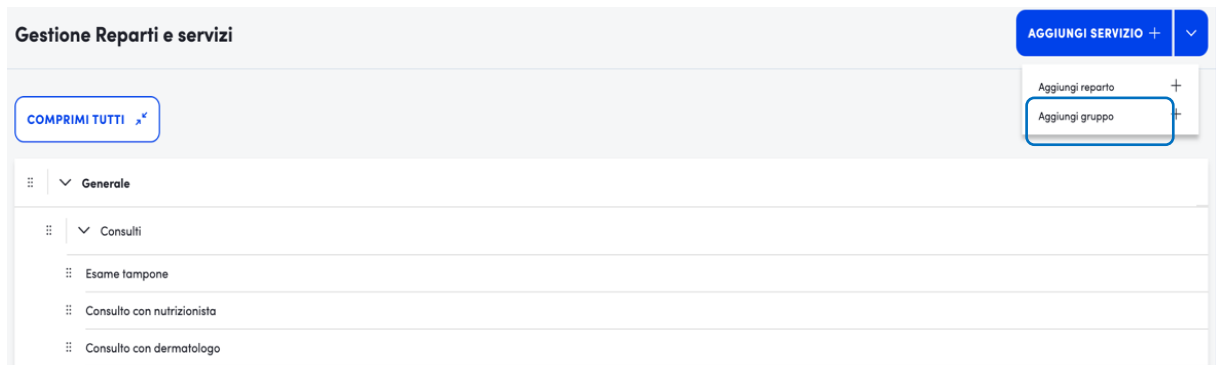 Gestione Reparti e servizi
AGGIUNGI SERVIZIO +
Aggiungi reparto +
Aggiungi gruppo +
COMPRIMI TUTTI
Generale
Consulti
Esame tampone
Consulto con nutrizionista
Consulto con dermatologo